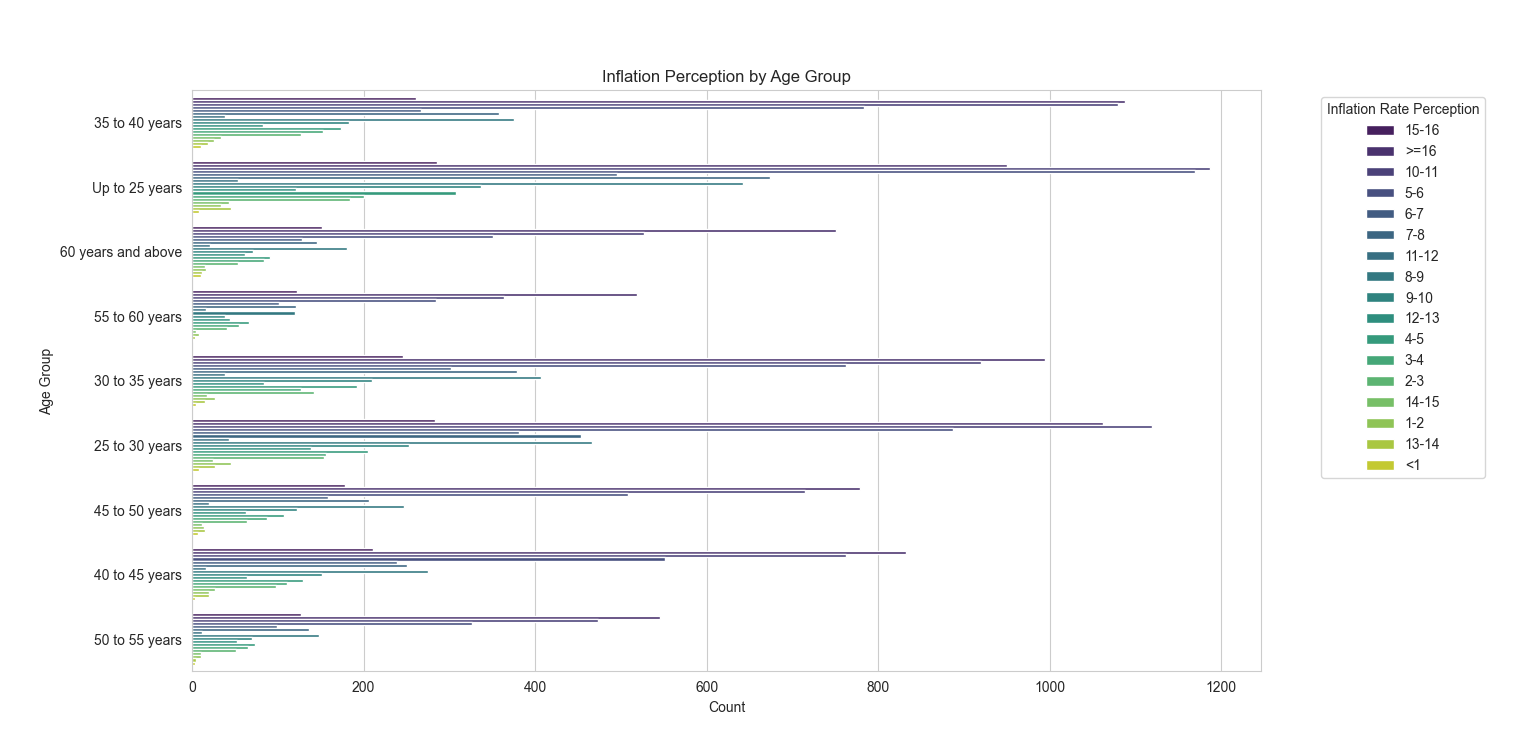 Inflation Perception by Age Group
Age Group
35 to 40 years
Up to 25 years
60 years and above
55 to 60 years
30 to 35 years
25 to 30 years
45 to 50 years
40 to 45 years
50 to 55 years
0 200 400 600 800 1000 1200
Count
Inflation Rate Perception
15-16
>=16
10-11
5-6
6-7
7-8
11-12
8-9
9-10
12-13
4-5
3-4
2-3
14-15
1-2
13-14
<1